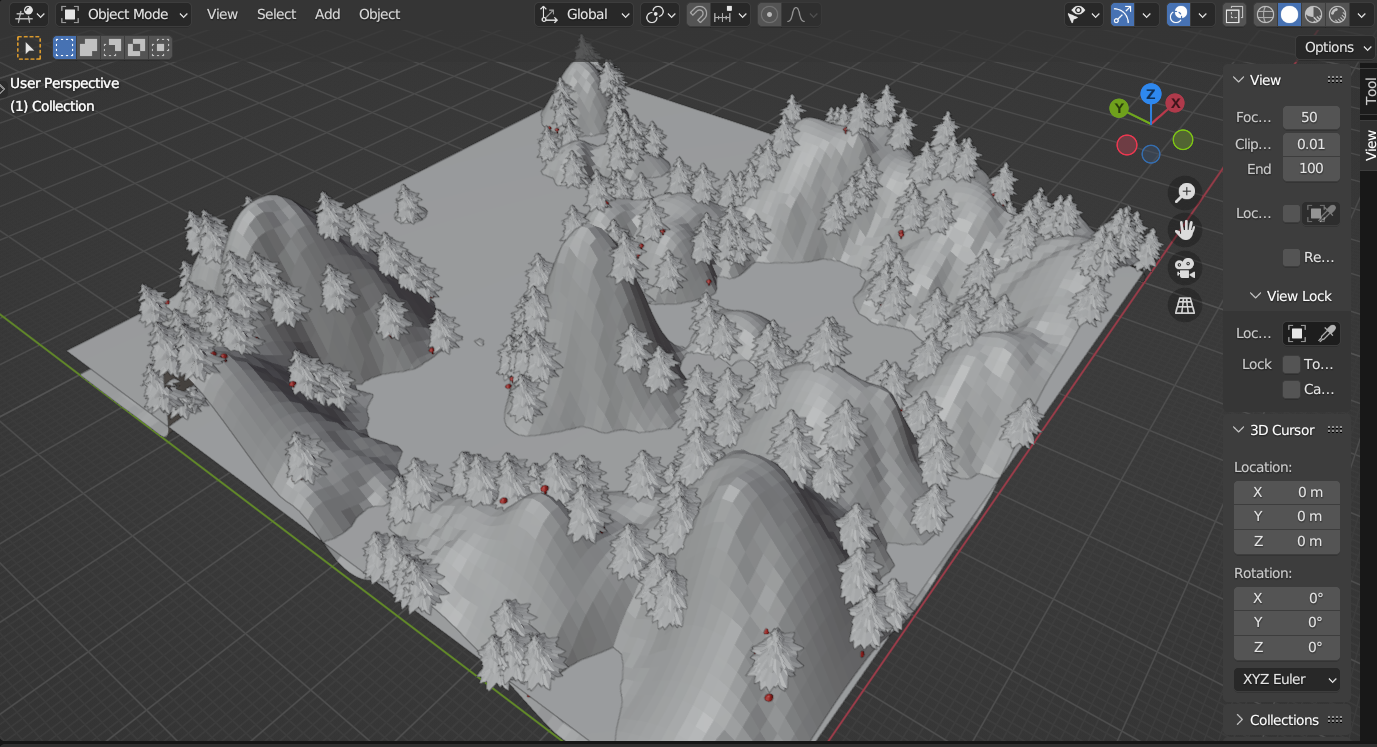 Object Mode View Select Add Object Global
Options
User Perspective
(1) Collection
Z
Y
X
View
Tool
View
Foc... 50
Clip... 0.01
End 100
Loc...
Re...
View Lock
Loc...
Lock To...
Ca...
3D Cursor
Location:
X 0 m
Y 0 m
Z 0 m
Rotation:
X 0°
Y 0°
Z 0°
XYZ Euler
Collections